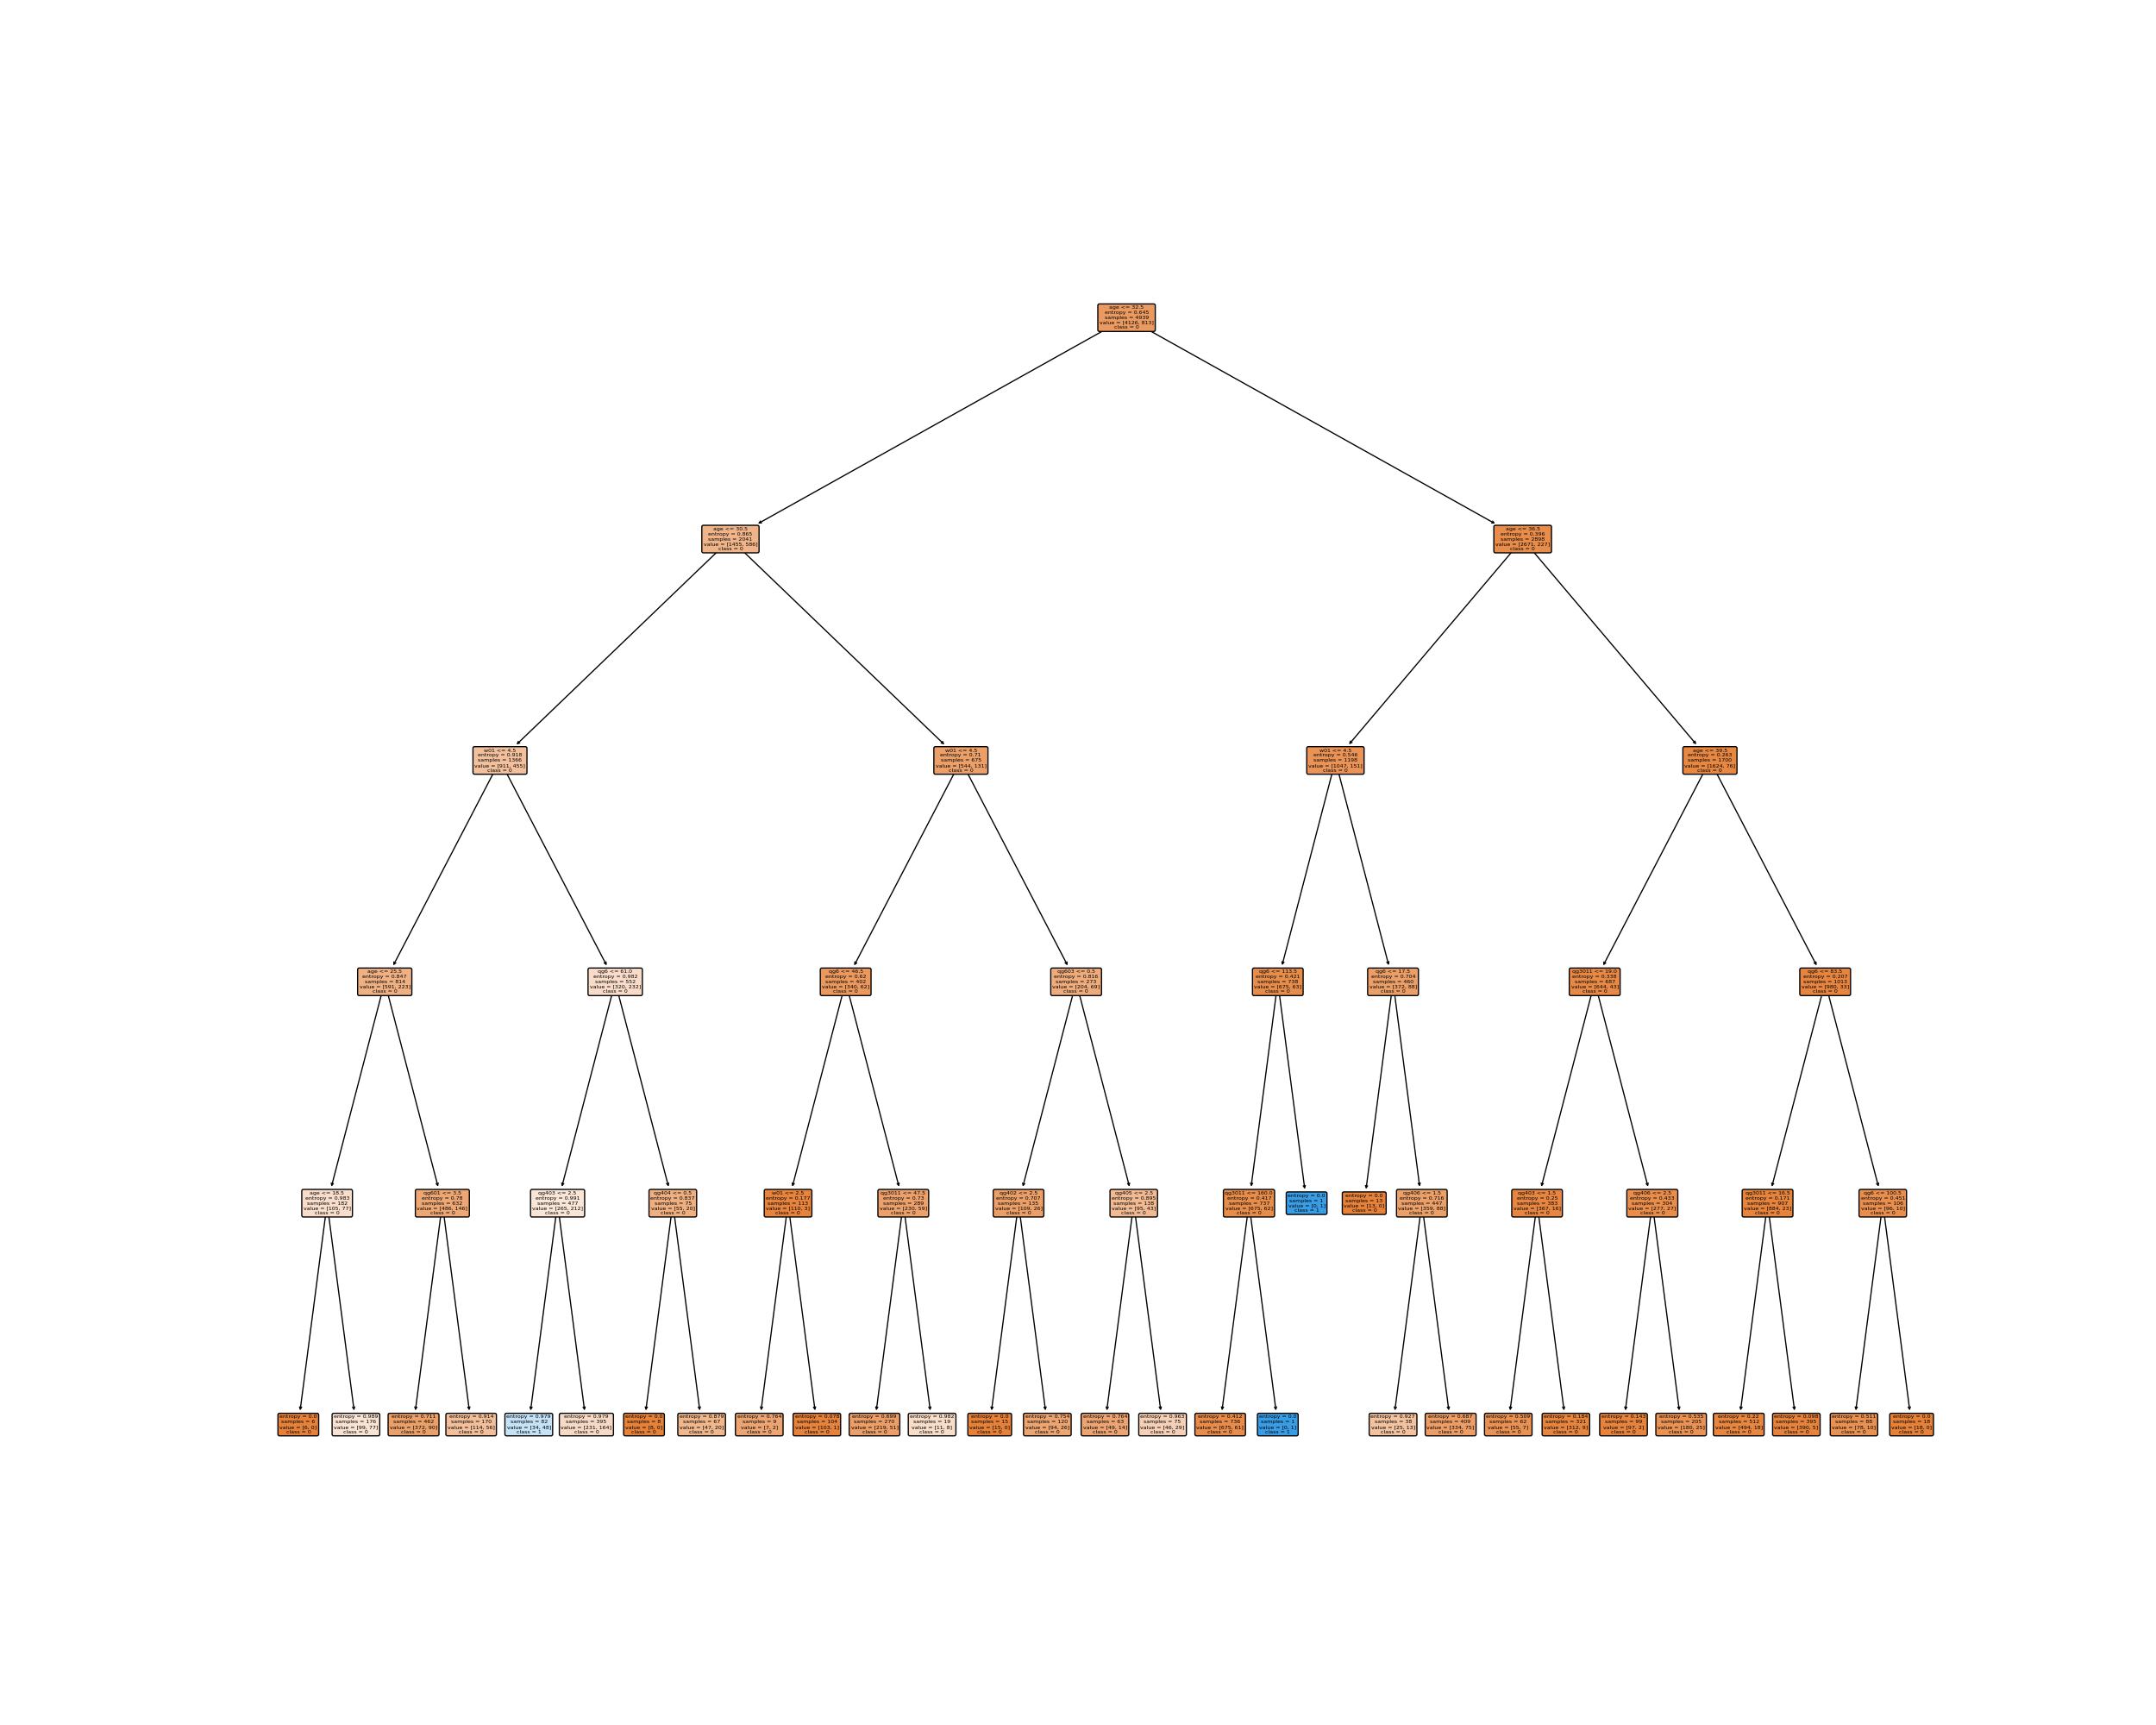 age <= 32.5
entropy = 0.645
samples = 4939
value = [4126, 813]
class = 0
age <= 30.5
entropy = 0.865
samples = 2041
value = [1455, 586]
class = 0
age <= 36.5
entropy = 0.396
samples = 2898
value = [2671, 227]
class = 0
w01 <= 4.5
entropy = 0.918
samples = 1366
value = [911, 455]
class = 0
w01 <= 4.5
entropy = 0.71
samples = 675
value = [544, 131]
class = 0
w01 <= 4.5
entropy = 0.546
samples = 1198
value = [1047, 151]
class = 0
age <= 39.5
entropy = 0.263
samples = 1700
value = [1624, 76]
class = 0
age <= 25.5
entropy = 0.847
samples = 814
value = [591, 223]
class = 0
qg6 <= 61.0
entropy = 0.982
samples = 552
value = [320, 232]
class = 0
qg6 <= 46.5
entropy = 0.62
samples = 402
value = [340, 62]
class = 0
qg603 <= 0.5
entropy = 0.816
samples = 273
value = [204, 69]
class = 0
qg6 <= 113.5
entropy = 0.421
samples = 738
value = [675, 63]
class = 0
qg6 <= 17.5
entropy = 0.704
samples = 460
value = [372, 88]
class = 0
qg3011 <= 19.0
entropy = 0.338
samples = 687
value = [644, 43]
class = 0
qg6 <= 83.5
entropy = 0.207
samples = 1013
value = [980, 33]
class = 0
age <= 18.5
entropy = 0.983
samples = 182
value = [105, 77]
class = 0
qg601 <= 3.5
entropy = 0.78
samples = 632
value = [486, 146]
class = 0
qg403 <= 2.5
entropy = 0.991
samples = 477
value = [265, 212]
class = 0
qg404 <= 0.5
entropy = 0.837
samples = 75
value = [55, 20]
class = 0
w01 <= 2.5
entropy = 0.177
samples = 113
value = [110, 3]
class = 0
qg3011 <= 47.5
entropy = 0.73
samples = 289
value = [230, 59]
class = 0
qg402 <= 2.5
entropy = 0.707
samples = 135
value = [109, 26]
class = 0
qg405 <= 2.5
entropy = 0.895
samples = 138
value = [95, 43]
class = 0
qg3011 <= 160.0
entropy = 0.417
samples = 737
value = [675, 62]
class = 0
entropy = 0.0
samples = 1
value = [0, 1]
class = 1
entropy = 0.0
samples = 13
value = [13, 0]
class = 0
qg406 <= 1.5
entropy = 0.716
samples = 447
value = [359, 88]
class = 0
qg403 <= 1.5
entropy = 0.25
samples = 383
value = [367, 16]
class = 0
qg406 <= 2.5
entropy = 0.433
samples = 304
value = [277, 27]
class = 0
qg3011 <= 16.5
entropy = 0.171
samples = 907
value = [884, 23]
class = 0
qg6 <= 100.5
entropy = 0.451
samples = 106
value = [96, 10]
class = 0
entropy = 0.0
samples = 6
value = [6, 0]
class = 0
entropy = 0.989
samples = 176
value = [99, 77]
class = 0
entropy = 0.711
samples = 462
value = [372, 90]
class = 0
entropy = 0.914
samples = 170
value = [114, 56]
class = 0
entropy = 0.979
samples = 82
value = [34, 48]
class = 1
entropy = 0.979
samples = 395
value = [231, 164]
class = 0
entropy = 0.0
samples = 8
value = [8, 0]
class = 0
entropy = 0.879
samples = 67
value = [47, 20]
class = 0
entropy = 0.764
samples = 9
value = [7, 2]
class = 0
entropy = 0.078
samples = 104
value = [103, 1]
class = 0
entropy = 0.699
samples = 270
value = [219, 51]
class = 0
entropy = 0.982
samples = 19
value = [11, 8]
class = 0
entropy = 0.0
samples = 15
value = [15, 0]
class = 0
entropy = 0.754
samples = 120
value = [94, 26]
class = 0
entropy = 0.764
samples = 63
value = [49, 14]
class = 0
entropy = 0.963
samples = 75
value = [46, 29]
class = 0
entropy = 0.412
samples = 736
value = [675, 61]
class = 0
entropy = 0.0
samples = 1
value = [0, 1]
class = 1
entropy = 0.927
samples = 38
value = [25, 13]
class = 0
entropy = 0.687
samples = 409
value = [334, 75]
class = 0
entropy = 0.509
samples = 62
value = [55, 7]
class = 0
entropy = 0.184
samples = 321
value = [312, 9]
class = 0
entropy = 0.143
samples = 99
value = [97, 2]
class = 0
entropy = 0.535
samples = 205
value = [180, 25]
class = 0
entropy = 0.22
samples = 512
value = [494, 18]
class = 0
entropy = 0.098
samples = 395
value = [390, 5]
class = 0
entropy = 0.511
samples = 88
value = [78, 10]
class = 0
entropy = 0.0
samples = 18
value = [18, 0]
class = 0